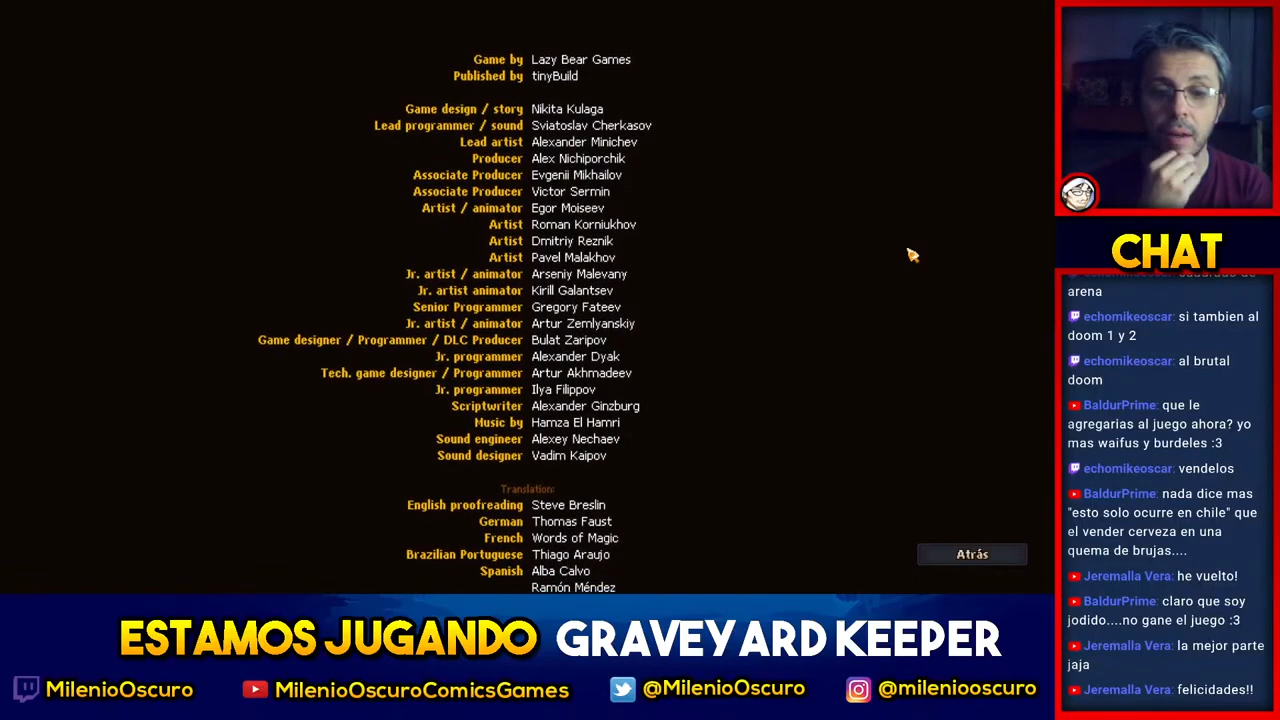 Game by Lazy Bear Games
Published by tinyBuild
Game design / story Nikita Kulaga
Lead programmer / sound Sviatoslav Cherkasov
Lead artist Alexander Minichev
Producer Alex Nichiporchik
Associate Producer Evgenii Mikhailov
Associate Producer Victor Sermin
Artist / animator Egor Moiseev
Artist Roman Korniukhov
Artist Dmitriy Reznik
Artist Pavel Malakhov
Jr. artist / animator Arseniy Malevany
Jr. artist animator Kirill Galantsev
Senior Programmer Gregory Fateev
Jr. artist / animator Artur Zemlyanskiy
Game designer / Programmer / DLC Producer Bulat Zaripov
Jr. programmer Alexander Dyak
Tech. game designer / Programmer Artur Akhmadeev
Jr. programmer Ilya Filippov
Scriptwriter Alexander Ginzburg
Music by Hamza El Hamri
Sound engineer Alexey Nechaev
Sound designer Vadim Kaipov
Translation:
English proofreading Steve Breslin
German Thomas Faust
French Words of Magic
Brazilian Portuguese Thiago Araujo
Spanish Alba Calvo
Ramón Méndez
Atrás
CHAT
arena
echomikeoscar: si tambien al
doom 1 y 2
echomikeoscar: al brutal
doom
BaldurPrime: que le
agregarias al juego ahora? yo
mas waifus y burdeles :3
echomikeoscar: vendelos
BaldurPrime: nada dice mas
"esto solo ocurre en chile" que
el vender cerveza en una
quema de brujas....
Jeremalla Vera: he vuelto!
BaldurPrime: claro que soy
jodido....no gane el juego :3
Jeremalla Vera: la mejor parte
jaja
Jeremalla Vera: felicidades!!
ESTAMOS JUGANDO GRAVEYARD KEEPER
MilenioOscuro MilenioOscuroComicsGames @MilenioOscuro @mileniooscuro